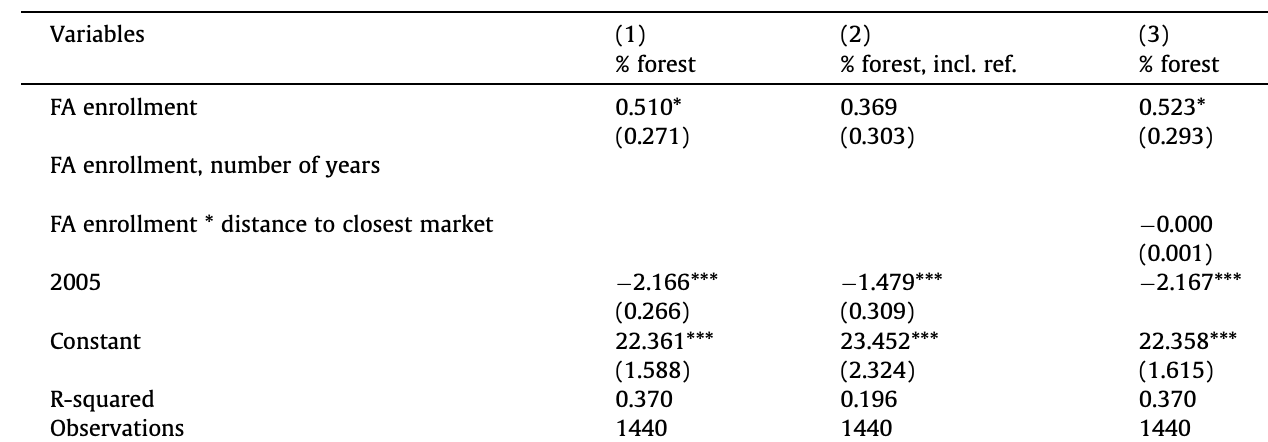 Variables (1) (2) (3)
% forest % forest, incl. ref. % forest
FA enrollment 0.510* 0.369 0.523*
(0.271) (0.303) (0.293)
FA enrollment, number of years
FA enrollment * distance to closest market −0.000
(0.001)
2005 −2.166*** −1.479*** −2.167***
(0.266) (0.309)
Constant 22.361*** 23.452*** 22.358***
(1.588) (2.324) (1.615)
R-squared 0.370 0.196 0.370
Observations 1440 1440 1440